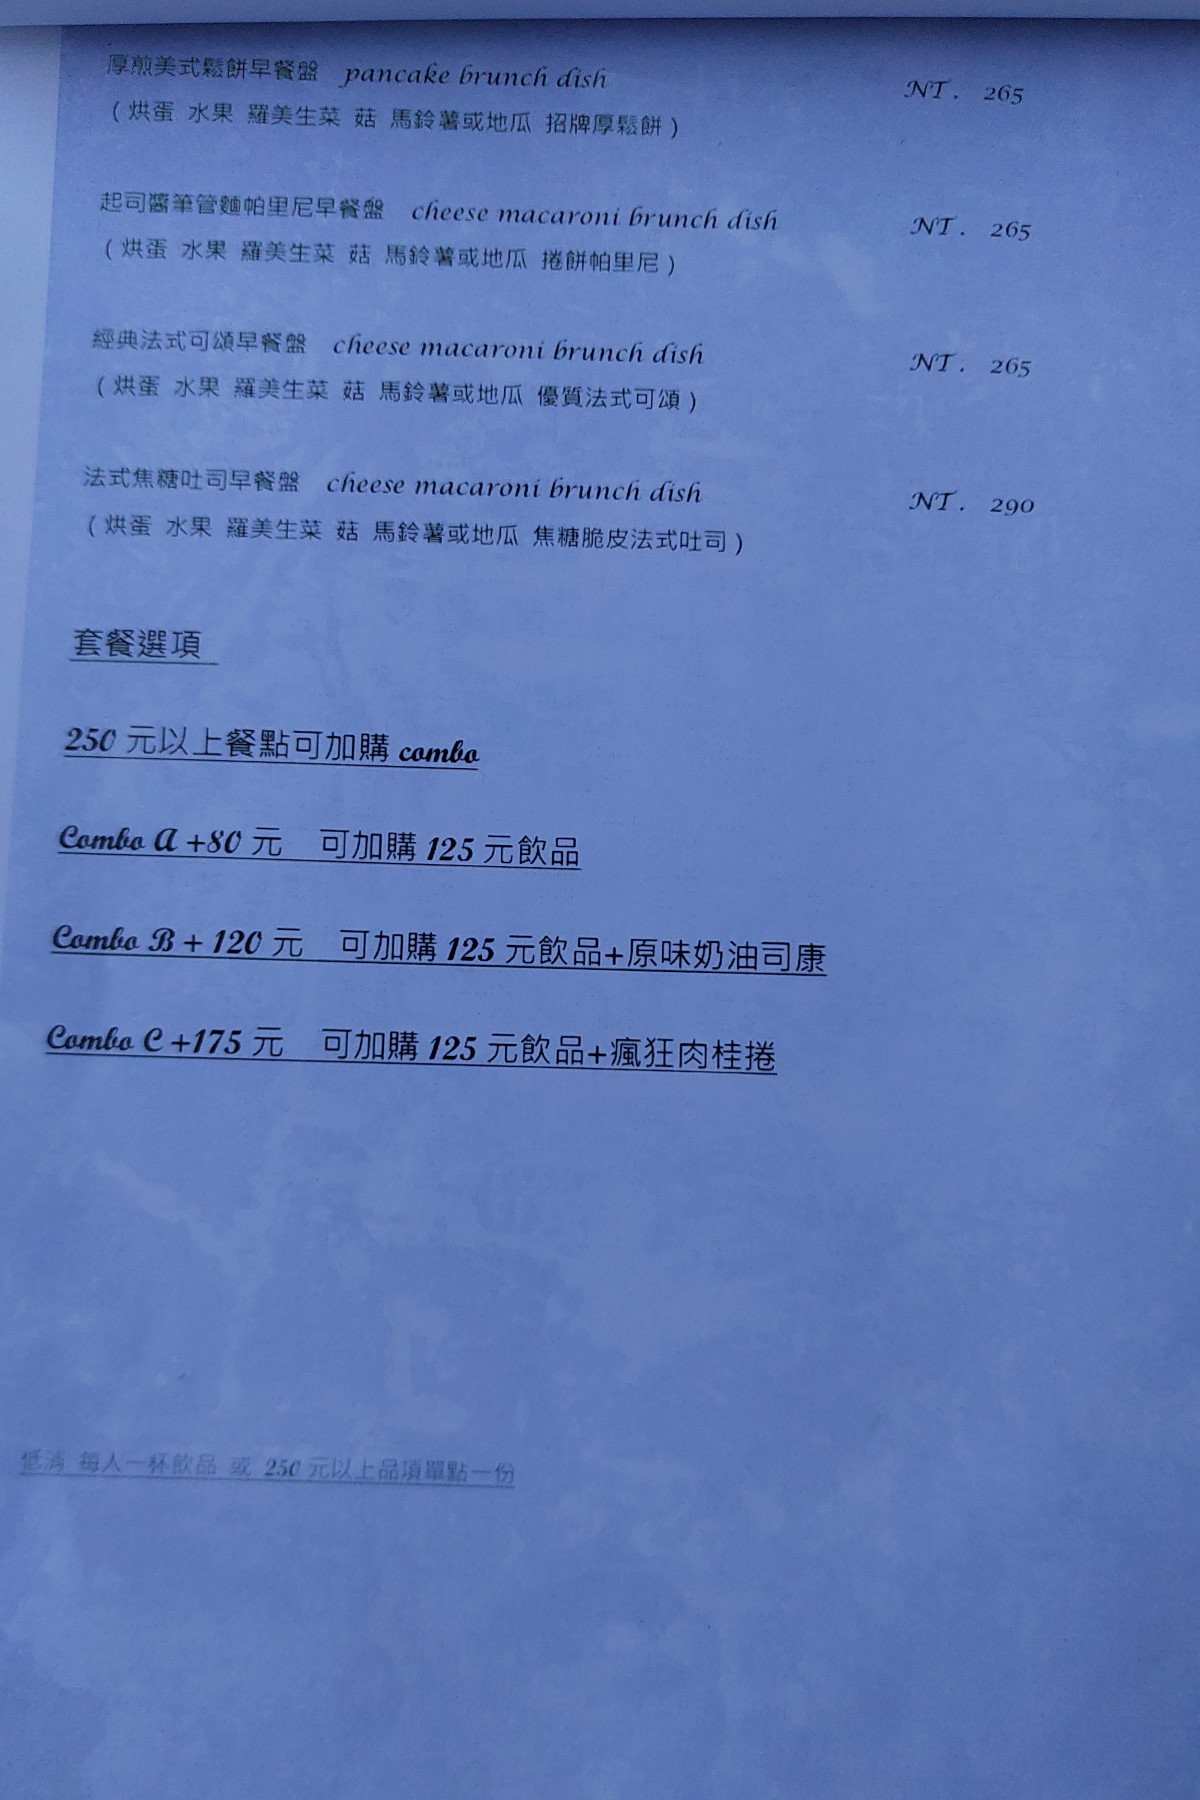 厚煎美式鬆餅早餐盤 pancake brunch dish NT. 265
(烘蛋 水果 羅美生菜 菇 馬鈴薯或地瓜 招牌厚鬆餅)
起司醬筆管麵帕里尼早餐盤 cheese macaroni brunch dish NT. 265
(烘蛋 水果 羅美生菜 菇 馬鈴薯或地瓜 捲餅帕里尼)
經典法式可頌早餐盤 cheese macaroni brunch dish NT. 265
(烘蛋 水果 羅美生菜 菇 馬鈴薯或地瓜 優質法式可頌)
法式焦糖吐司早餐盤 cheese macaroni brunch dish NT. 290
(烘蛋 水果 羅美生菜 菇 馬鈴薯或地瓜 焦糖脆皮法式吐司)
套餐選項
250 元以上餐點可加購 combo
Combo A +80 元 可加購 125 元飲品
Combo B + 120 元 可加購 125 元飲品+原味奶油司康
Combo C +175 元 可加購 125 元飲品+瘋狂肉桂捲
低消 每人一杯飲品 或 250 元以上品項單點一份